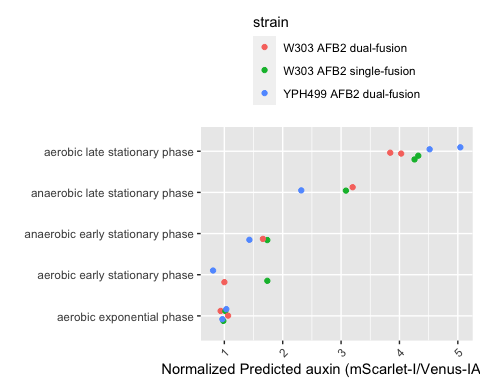 strain
W303 AFB2 dual-fusion
W303 AFB2 single-fusion
YPH499 AFB2 dual-fusion
aerobic late stationary phase
anaerobic late stationary phase
anaerobic early stationary phase
aerobic early stationary phase
aerobic exponential phase
1 2 3 4 5
Normalized Predicted auxin (mScarlet-I/Venus-IA